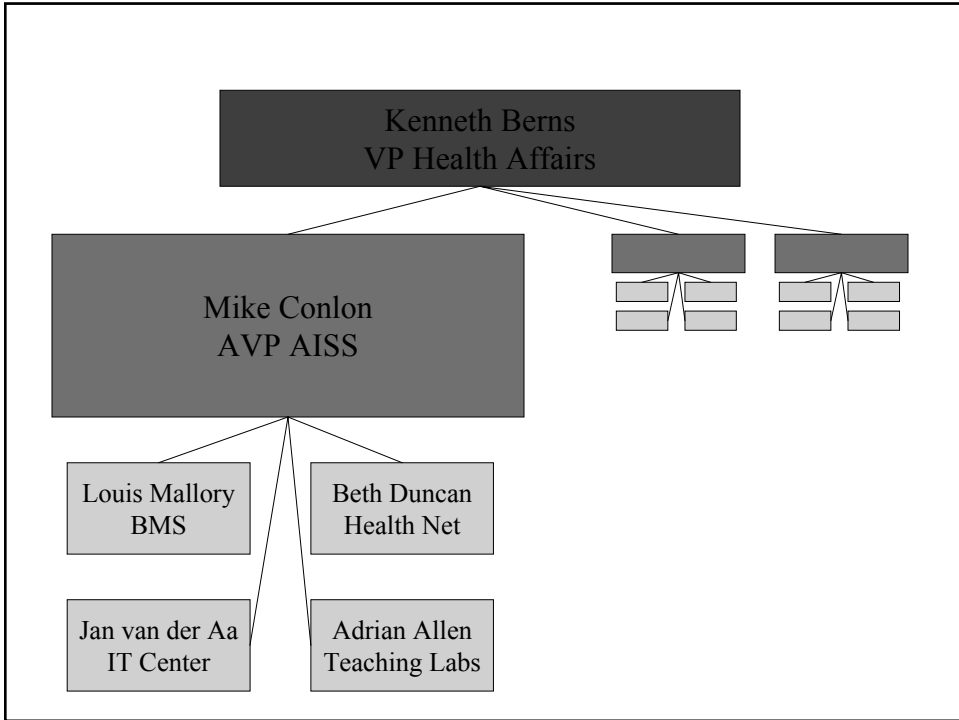 Kenneth Berns
VP Health Affairs
Mike Conlon
AVP AISS
Louis Mallory
BMS
Beth Duncan
Health Net
Jan van der Aa
IT Center
Adrian Allen
Teaching Labs